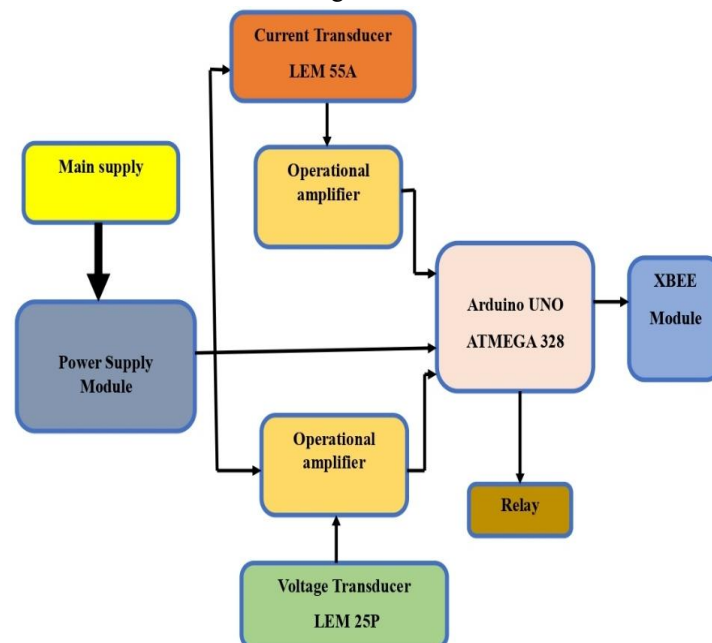 Current Transducer
LEM 55A
Main supply
Operational
amplifier
Arduino UNO
ATMEGA 328
XBEE
Module
Power Supply
Module
Operational
amplifier
Relay
Voltage Transducer
LEM 25P